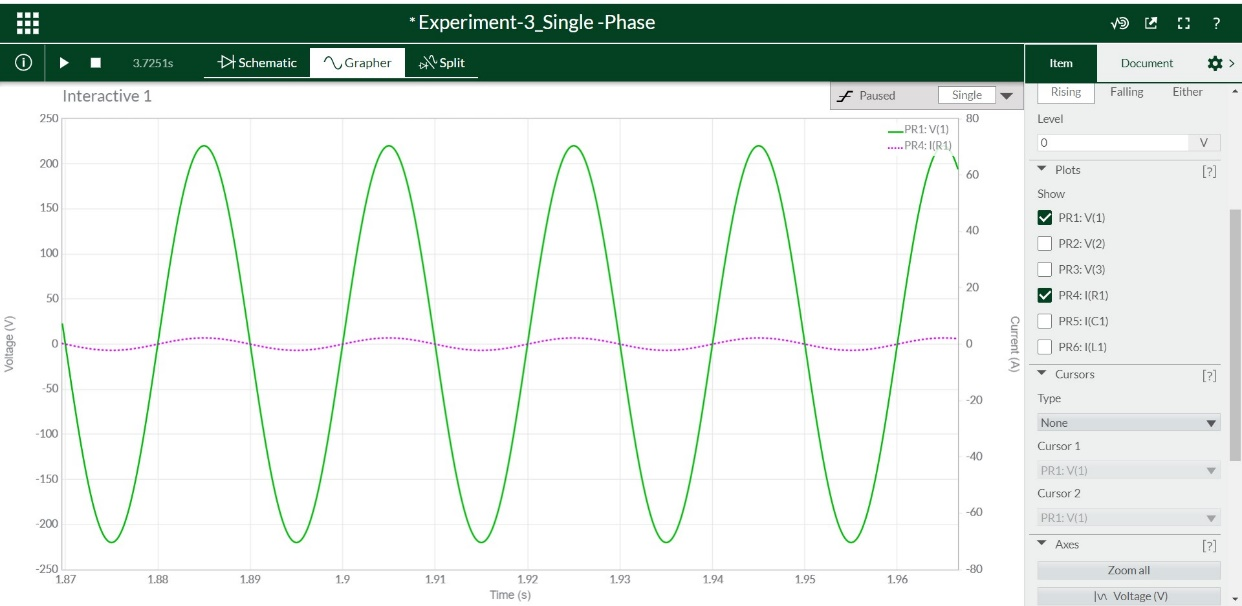 * Experiment-3_Single -Phase
?
3.7251s
Schematic
Grapher
Split
Item
Document
Interactive 1
Paused
Single
Rising
Falling
Either
Level
0
V
Plots
[?]
Show
PR1: V(1)
PR2: V(2)
PR3: V(3)
PR4: I(R1)
PR5: I(C1)
PR6: I(L1)
Cursors
[?]
Type
None
Cursor 1
PR1: V(1)
Cursor 2
PR1: V(1)
Axes
[?]
Zoom all
Voltage (V)
PR1: V(1)
PR4: I(R1)
Voltage (V)
250
200
150
100
50
0
-50
-100
-150
-200
-250
80
60
40
20
0
-20
-40
-60
-80
Current (A)
1.87
1.88
1.89
1.9
1.91
1.92
1.93
1.94
1.95
1.96
Time (s)